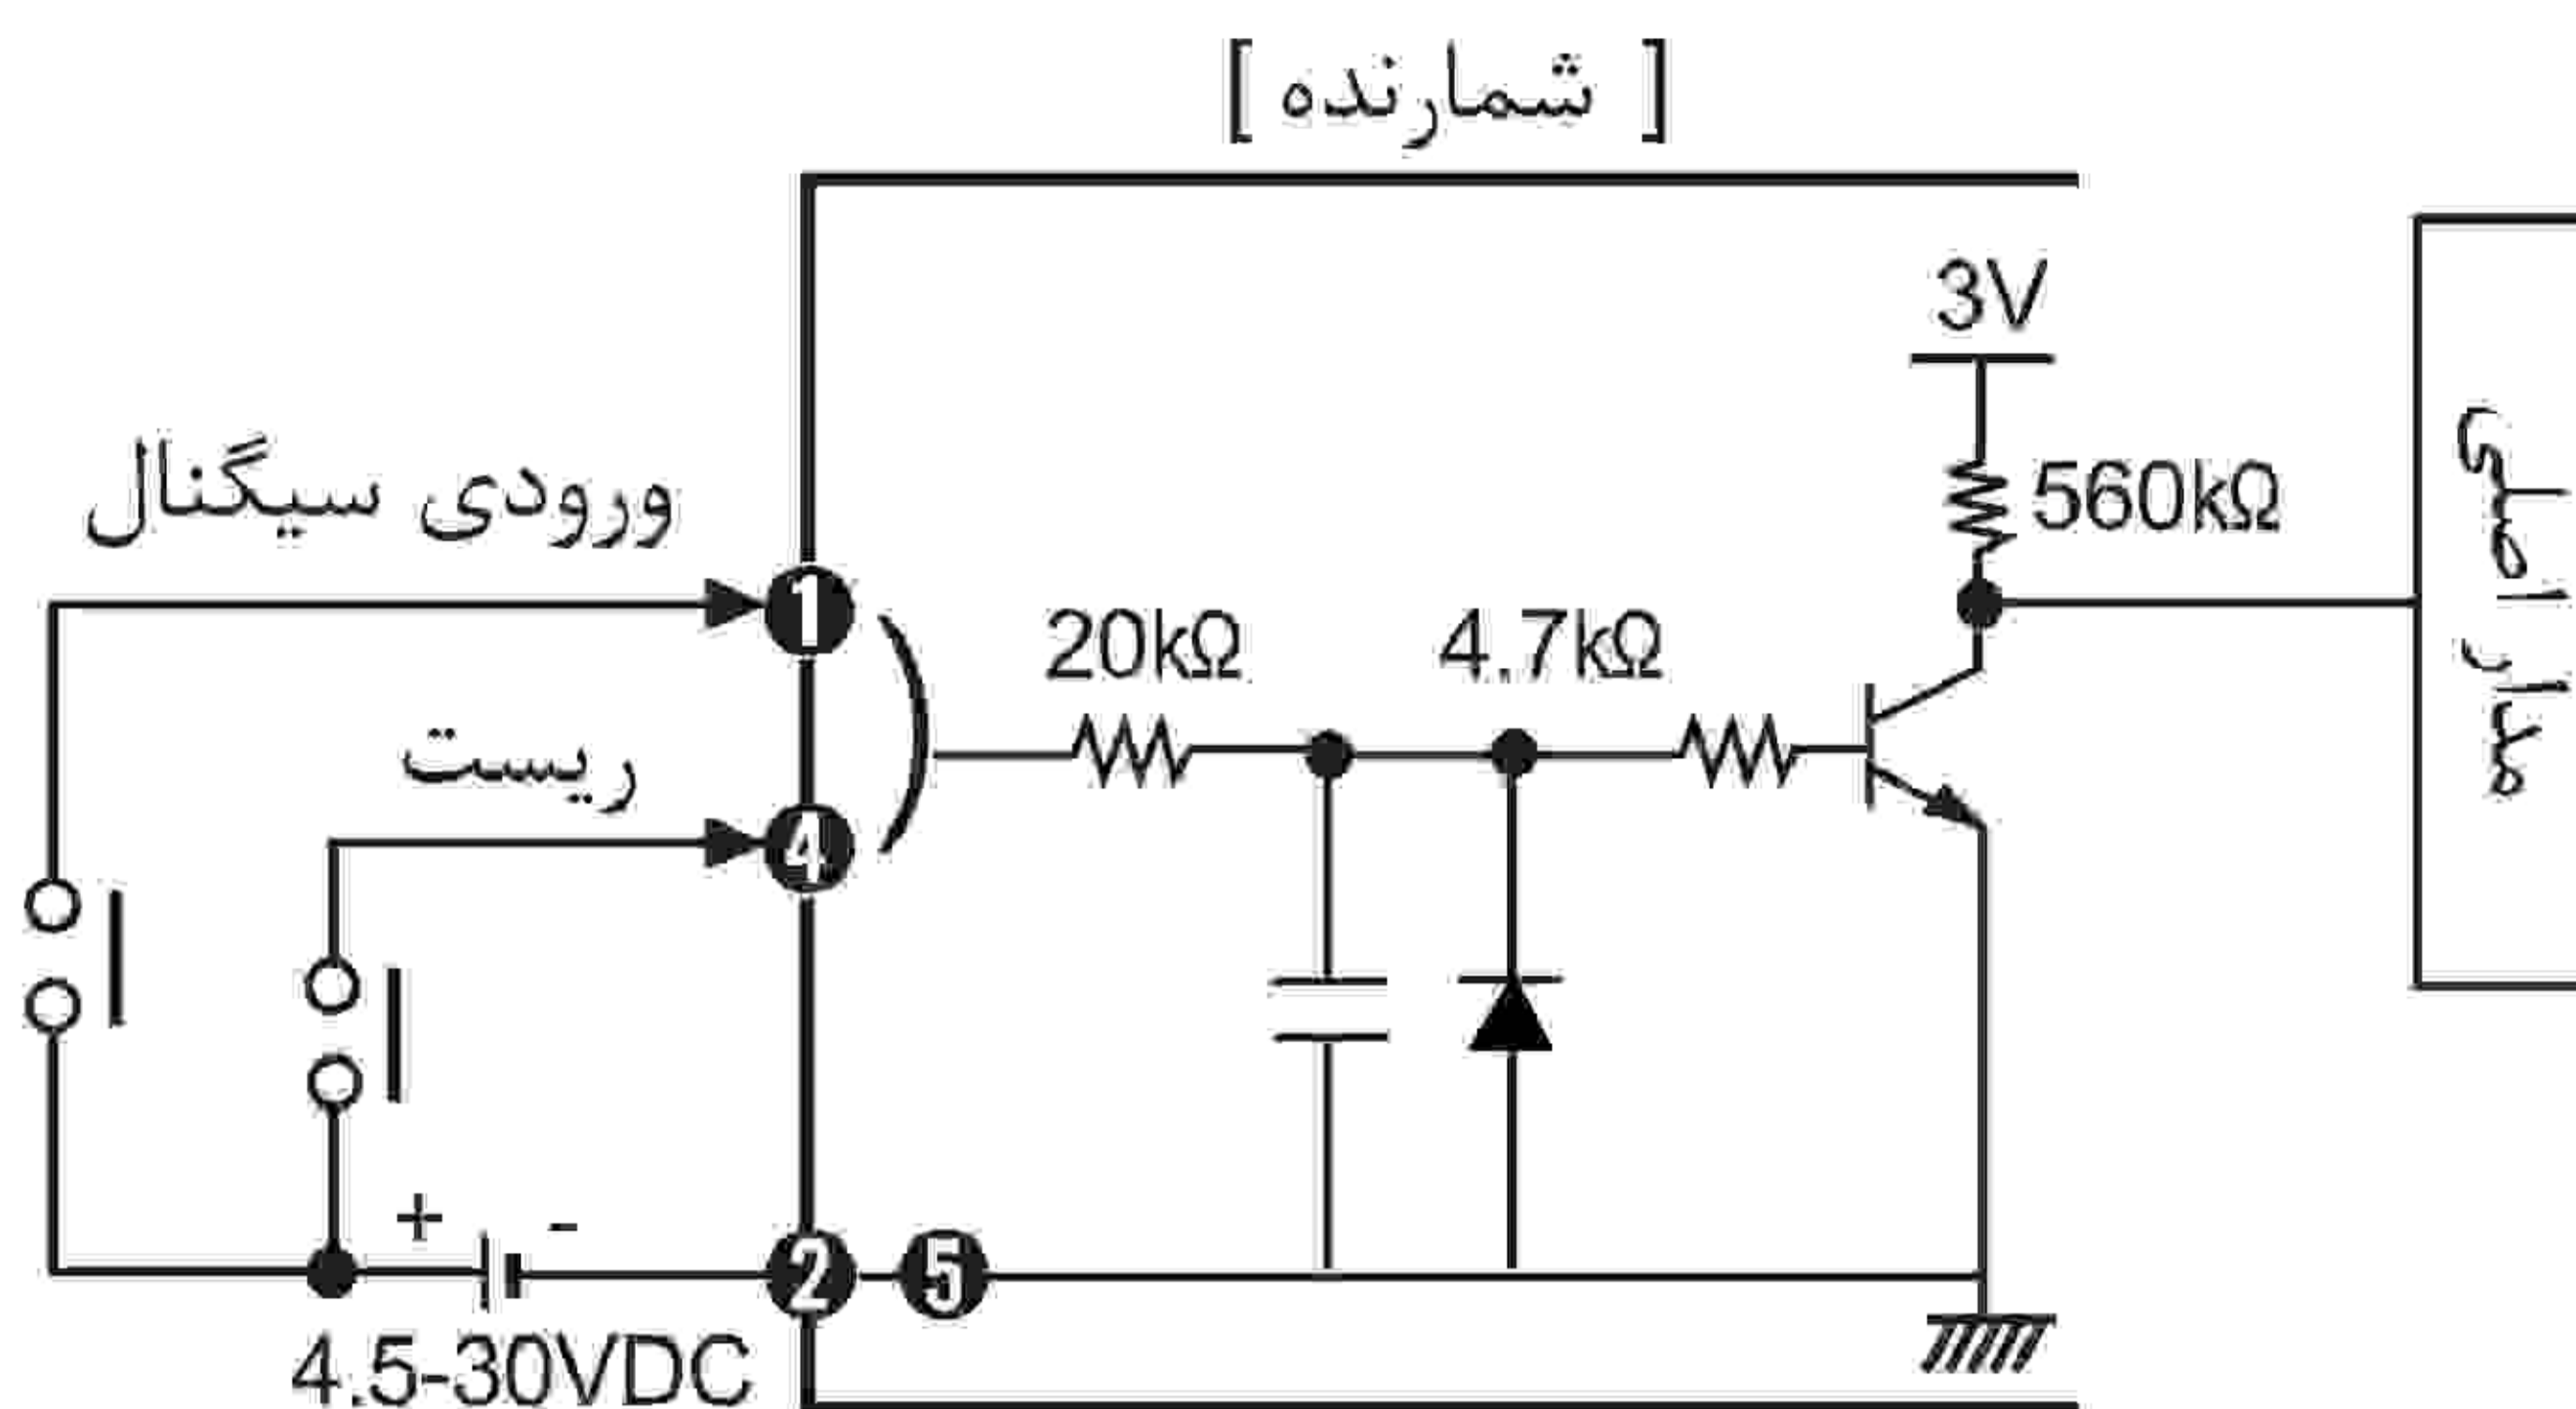 [ شمارنده ]
3V
560kΩ
ورودی سیگنال
1
20kΩ
4.7kΩ
ریست
4
مدار اصلی
+ -
2 5
4.5-30VDC